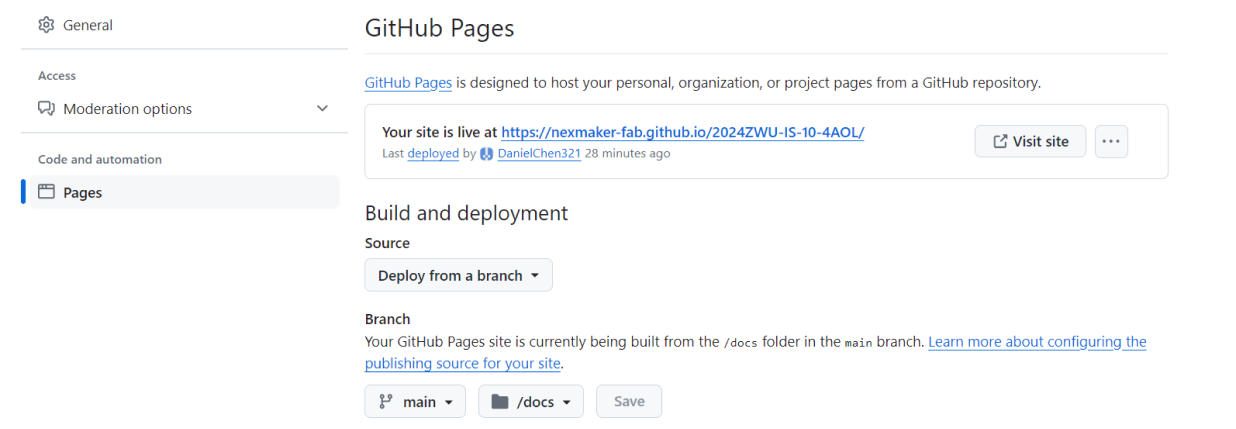 General
Access
Moderation options
Code and automation
Pages
GitHub Pages
GitHub Pages is designed to host your personal, organization, or project pages from a GitHub repository.
Your site is live at https://nexmaker-fab.github.io/2024ZWU-IS-10-4AOL/
Last deployed by DanielChen321 28 minutes ago
Visit site
Build and deployment
Source
Deploy from a branch
Branch
Your GitHub Pages site is currently being built from the /docs folder in the main branch. Learn more about configuring the
publishing source for your site.
main
/docs
Save